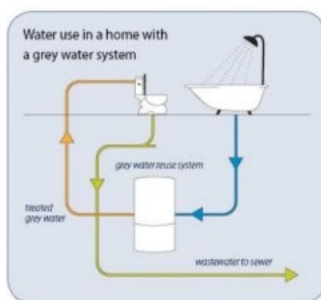 Water use in a home with
a grey water system
grey water reuse system
treated
grey water
wastewater to sewer